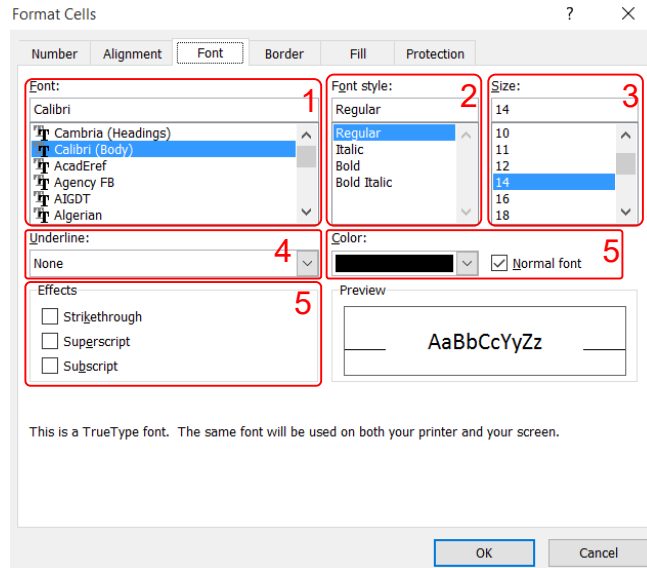 Format Cells ? X
Number Alignment Font Border Fill Protection
Font: 1
Calibri
Cambria (Headings)
Calibri (Body)
AcadEref
Agency FB
AIGDT
Algerian
Font style: 2
Regular
Regular
Italic
Bold
Bold Italic
Size: 3
14
10
11
12
14
16
18
Underline: 4
None
Color: 5
Normal font
Effects 5
Strikethrough
Superscript
Subscript
Preview
AaBbCcYyZz
This is a TrueType font. The same font will be used on both your printer and your screen.
OK Cancel